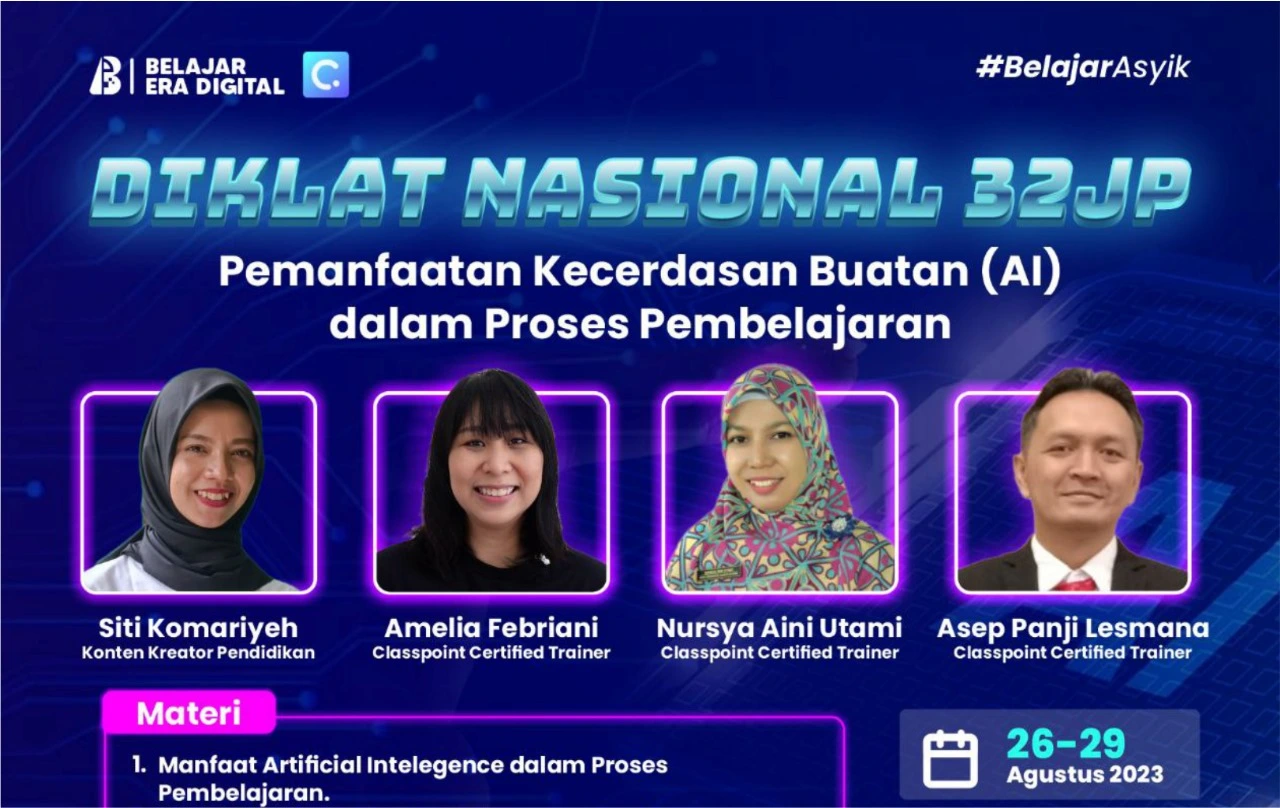 BELAJAR
ERA DIGITAL
#BelajarAsyik
DIKLAT NASIONAL 32JP
Pemanfaatan Kecerdasan Buatan (AI)
dalam Proses Pembelajaran
Siti Komariyeh
Konten Kreator Pendidikan
Amelia Febriani
Classpoint Certified Trainer
Nursya Aini Utami
Classpoint Certified Trainer
Asep Panji Lesmana
Classpoint Certified Trainer
Materi
1. Manfaat Artificial Intelegence dalam Proses
Pembelajaran.
26-29
Agustus 2023